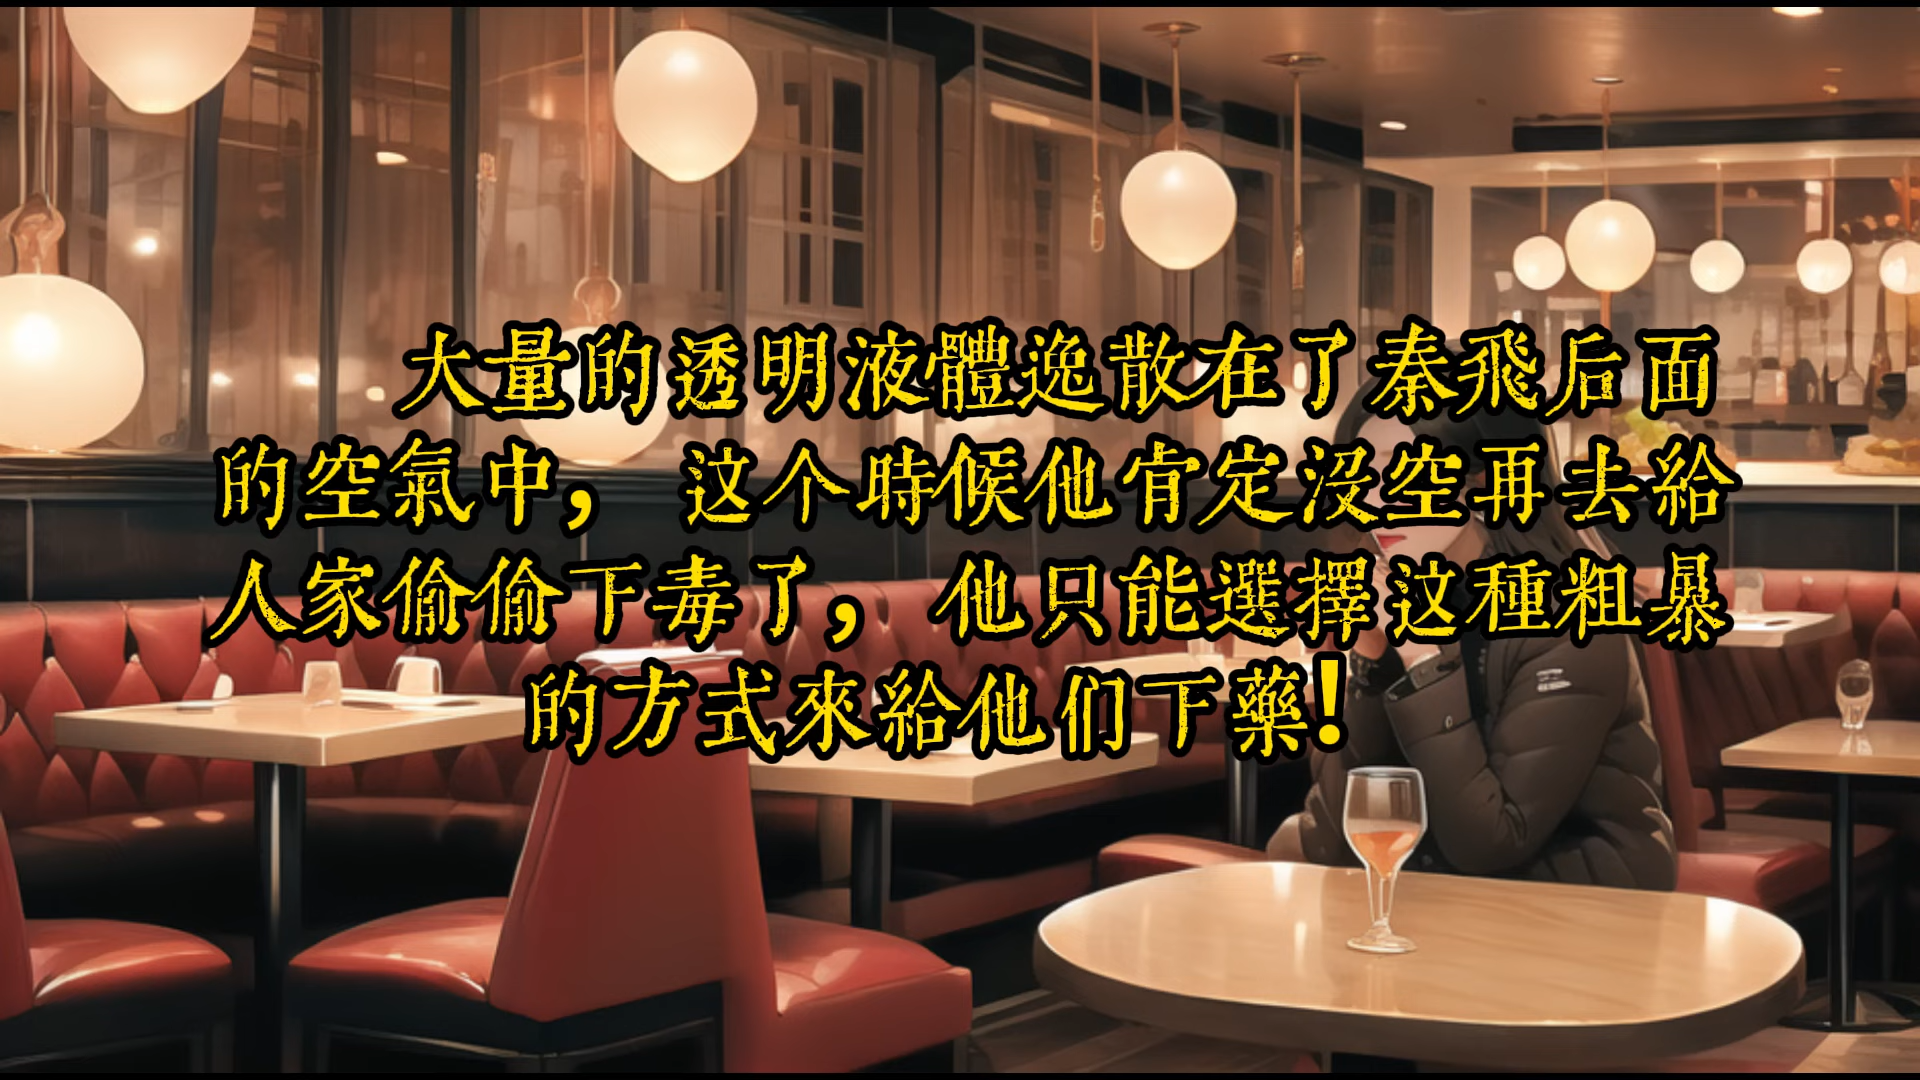 大量的透明液體逸散在了秦飛后面
的空氣中，这个時候他肯定沒空再去給
人家偷偷下毒了，他只能選擇这種粗暴
的方式來給他们下藥！